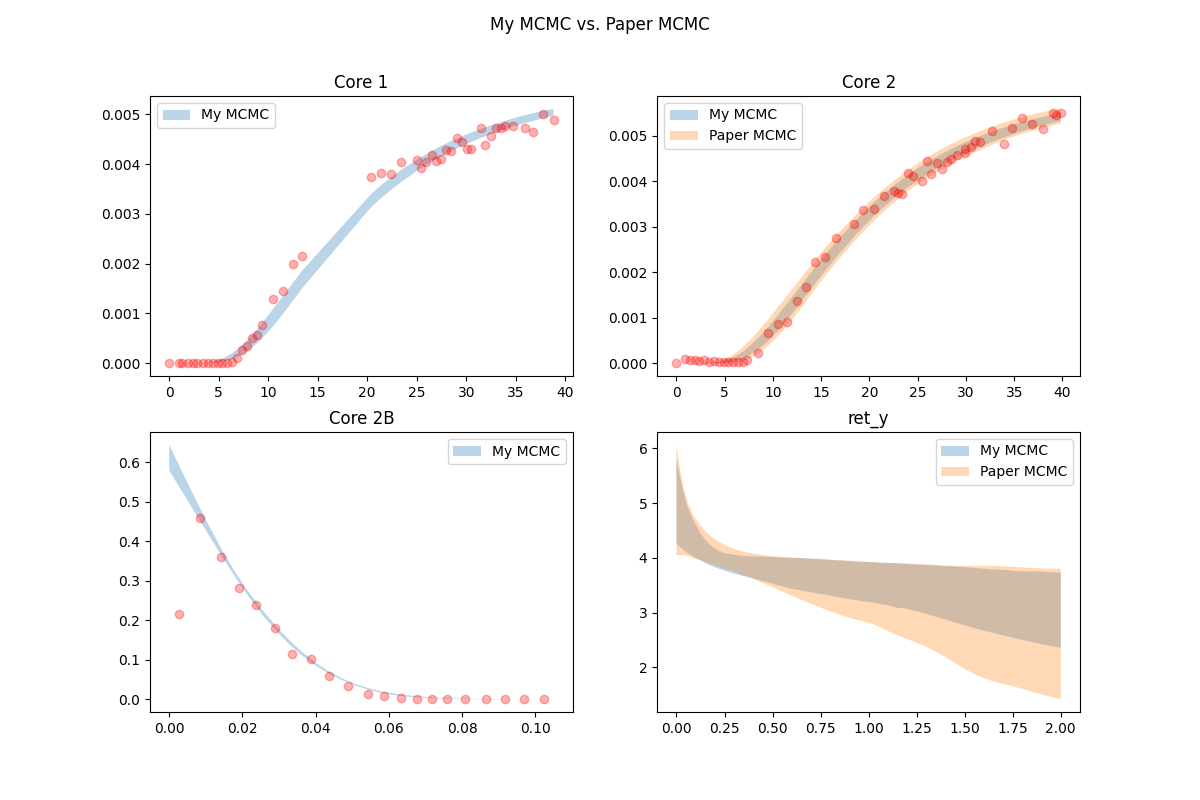 My MCMC vs. Paper MCMC
Core 1
My MCMC
0.005
0.004
0.003
0.002
0.001
0.000
0 5 10 15 20 25 30 35 40
Core 2
My MCMC
Paper MCMC
0.005
0.004
0.003
0.002
0.001
0.000
0 5 10 15 20 25 30 35 40
Core 2B
My MCMC
0.6
0.5
0.4
0.3
0.2
0.1
0.0
0.00 0.02 0.04 0.06 0.08 0.10
ret_y
My MCMC
Paper MCMC
6
5
4
3
2
0.00 0.25 0.50 0.75 1.00 1.25 1.50 1.75 2.00